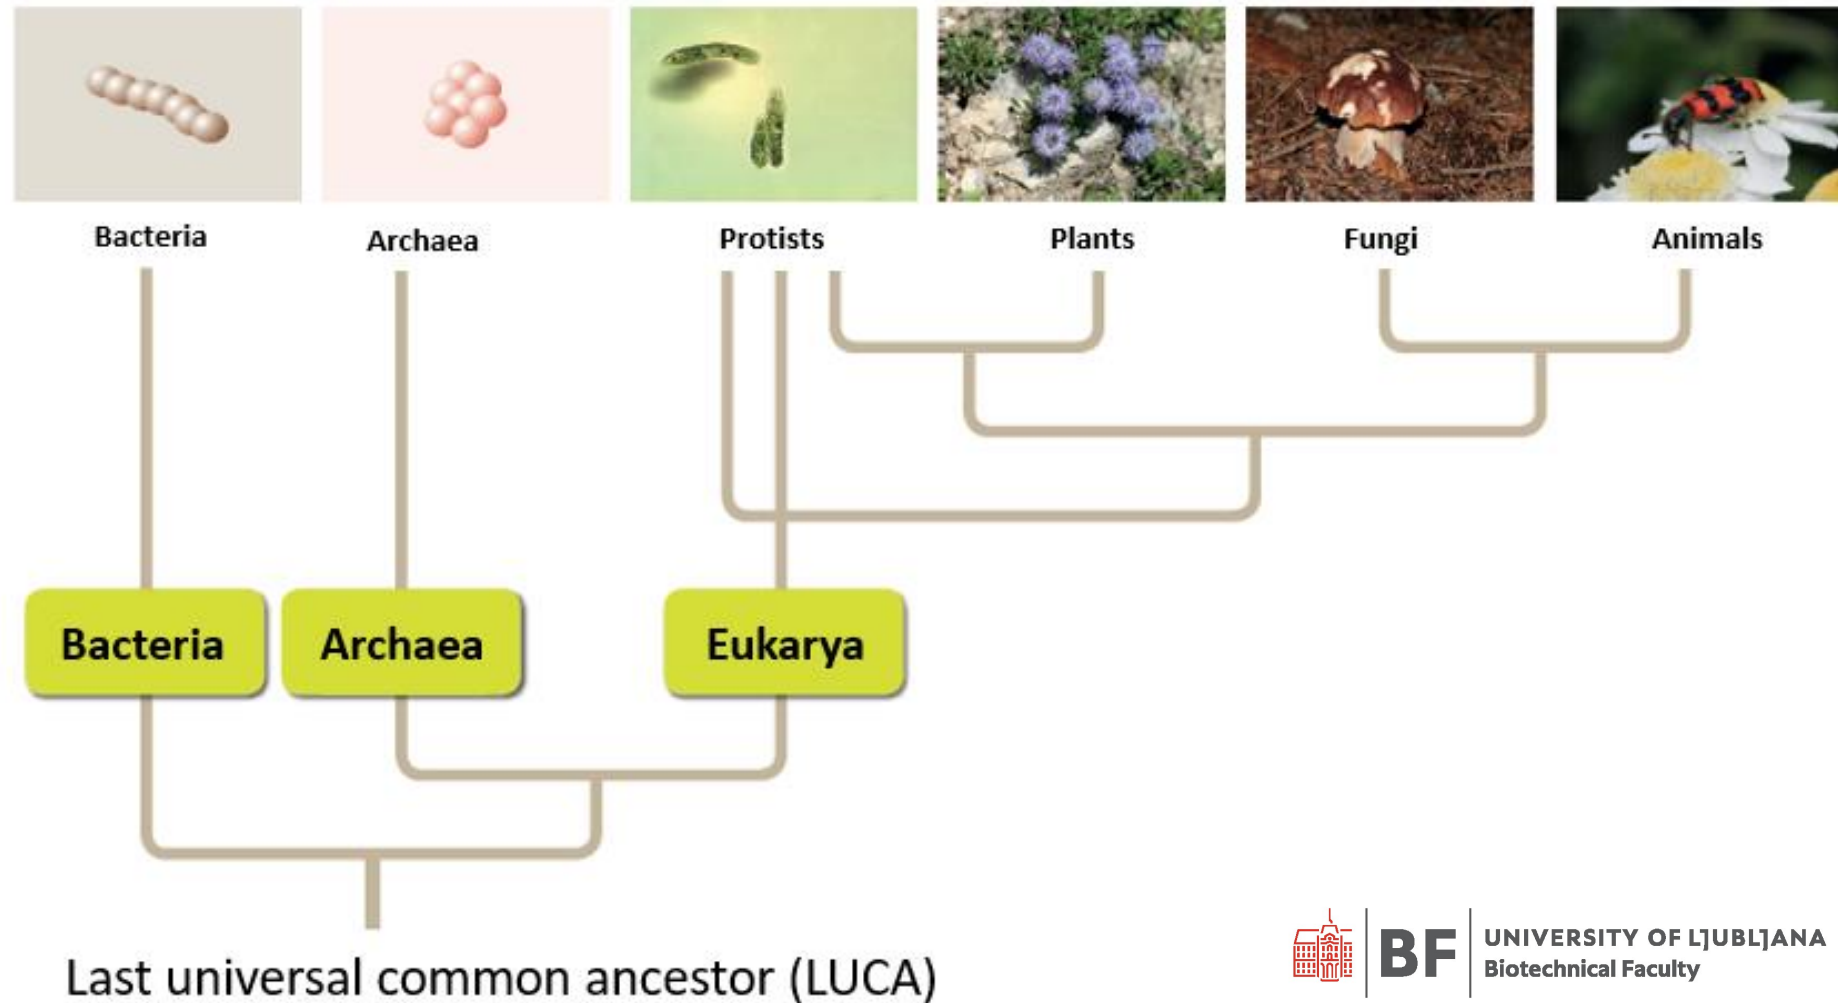 Bacteria
Archaea
Protists
Plants
Fungi
Animals
Bacteria
Archaea
Eukarya
Last universal common ancestor (LUCA)
BF
UNIVERSITY OF LJUBLJANA
Biotechnical Faculty